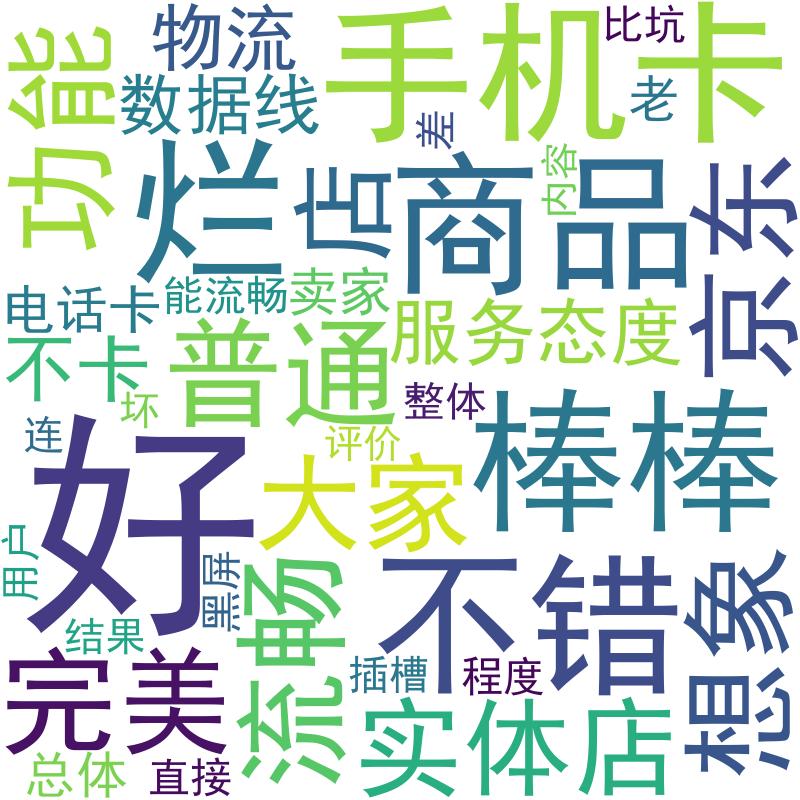 物流
手机卡
比坑
功能
数据线
差
老
烂
店
商品
内容
京东
电话卡
能流畅
卖家
服务态度
不卡
普通
坏
连
整体
评价
棒棒
好
大家
用户
黑屏
流畅
不错
想象
结果
完美
插槽
程度
实体店
总体
直接